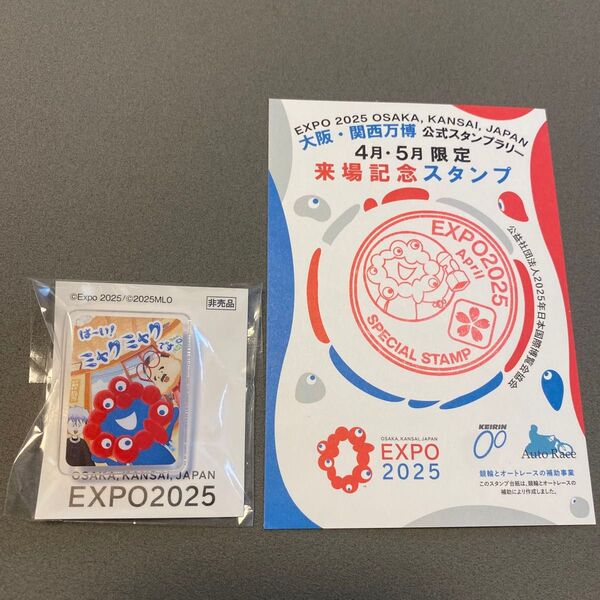 ©Expo 2025/©2025MLO
非売品
はーい!
ミャクミャク
です。
OSAKA, KANSAI, JAPAN
EXPO2025
EXPO 2025 OSAKA, KANSAI, JAPAN
大阪・関西万博 公式スタンプラリー
4月・5月 限定
来場記念スタンプ
公益社団法人2025年日本国際博覧会協会
EXPO2025
April
SPECIAL STAMP
OSAKA, KANSAI, JAPAN
EXPO
2025
KEIRIN
Auto Race
競輪とオートレースの補助事業
このスタンプ台紙は、競輪とオートレースの
補助により作成しました。